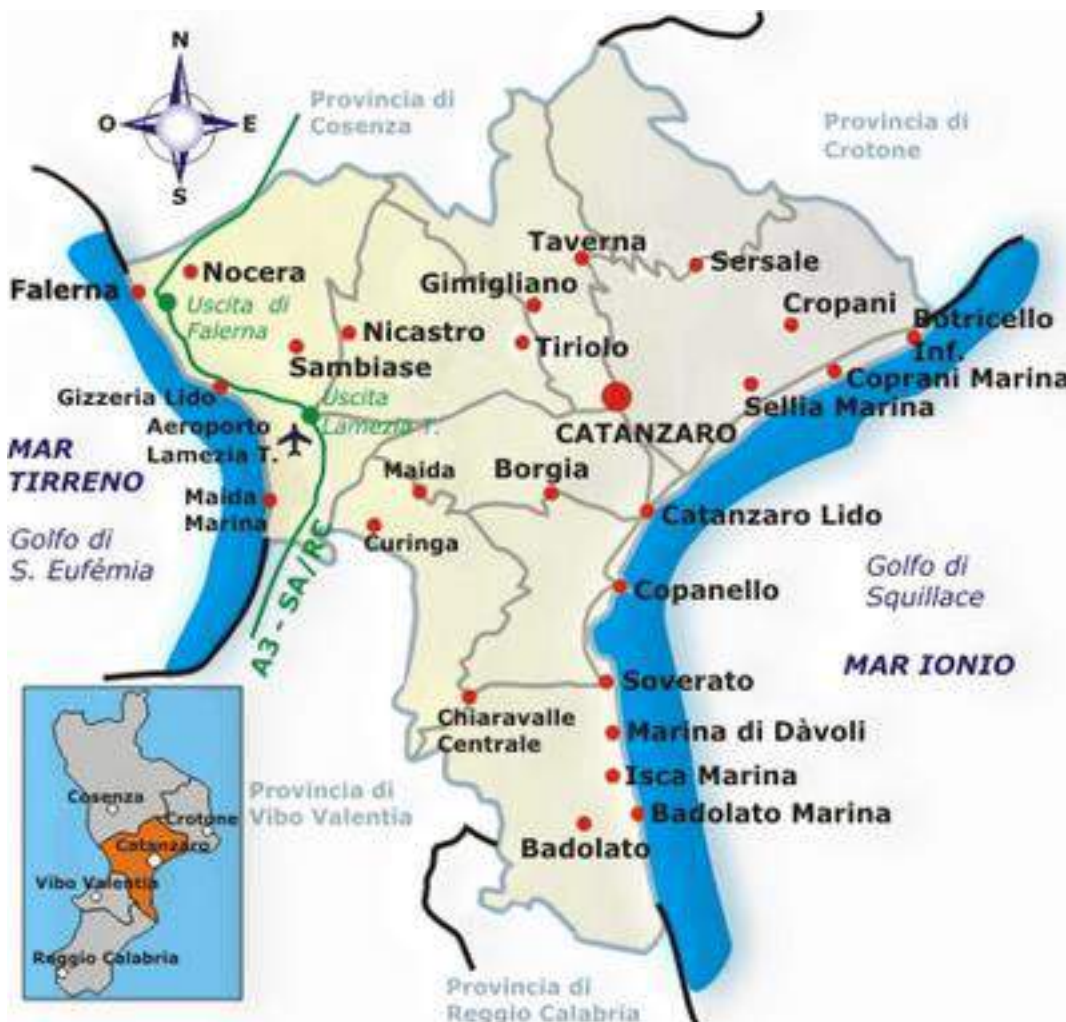 N
O
E
S
Provincia di
Cosenza
Provincia di
Crotone
Taverna
Sersale
Nocera
Falerna
Gimigliano
Uscita di
Falerna
Cropani
Nicastro
Tiriolo
Botricello
Inf.
Sambiase
Coprani Marina
Gizzeria Lido
Uscita
Lamezia T.
Sellia Marina
Aeroporto
Lamezia T.
CATANZARO
MAR
TIRRENO
Maida
Borgia
Maida
Marina
Catanzaro Lido
Golfo di
S. Eufèmia
Curinga
Golfo di
Squillace
Copanello
A3 - SA/RC
MAR IONIO
Soverato
Chiaravalle
Centrale
Marina di Dàvoli
Isca Marina
Provincia di
Vibo Valentia
Badolato Marina
Badolato
Cosenza
Crotone
Catanzaro
Vibo Valentia
Reggio Calabria
Provincia di
Reggio Calabria